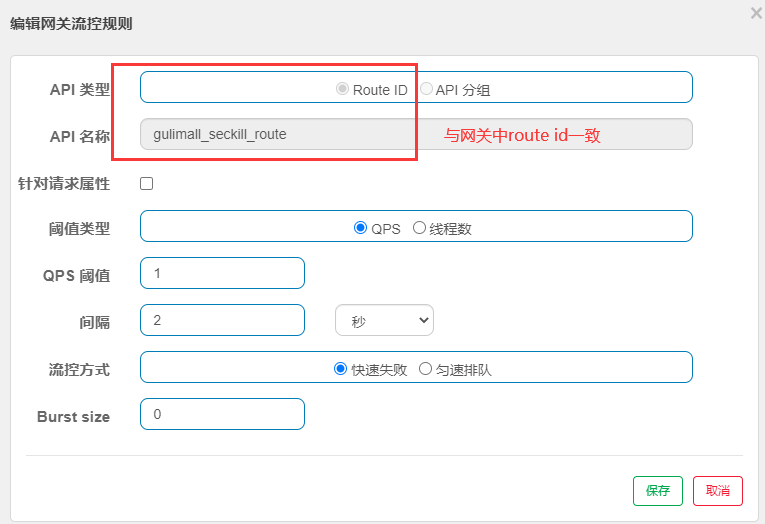 编辑网关流控规则
×
API 类型 Route ID API 分组
API 名称 gulimall_seckill_route 与网关中route id一致
针对请求属性
阈值类型 QPS 线程数
QPS 阈值 1
间隔 2 秒
流控方式 快速失败 匀速排队
Burst size 0
保存 取消